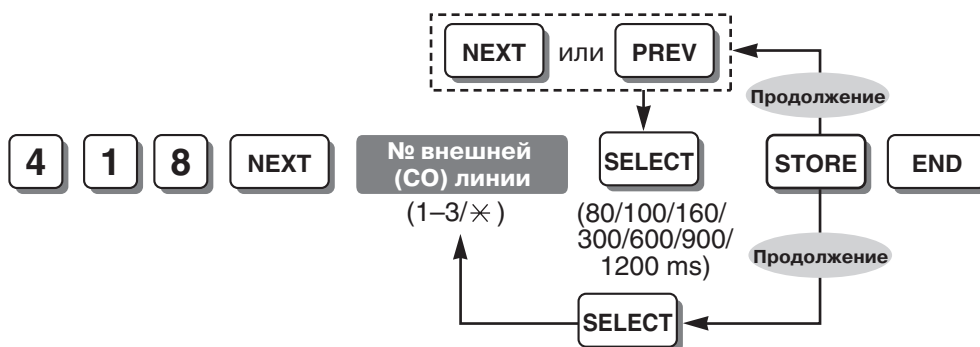 NEXT или PREV
Продолжение
4 1 8 NEXT № внешней (CO) линии SELECT STORE END
(1–3/✳)
(80/100/160/
300/600/900/
1200 ms)
Продолжение
SELECT